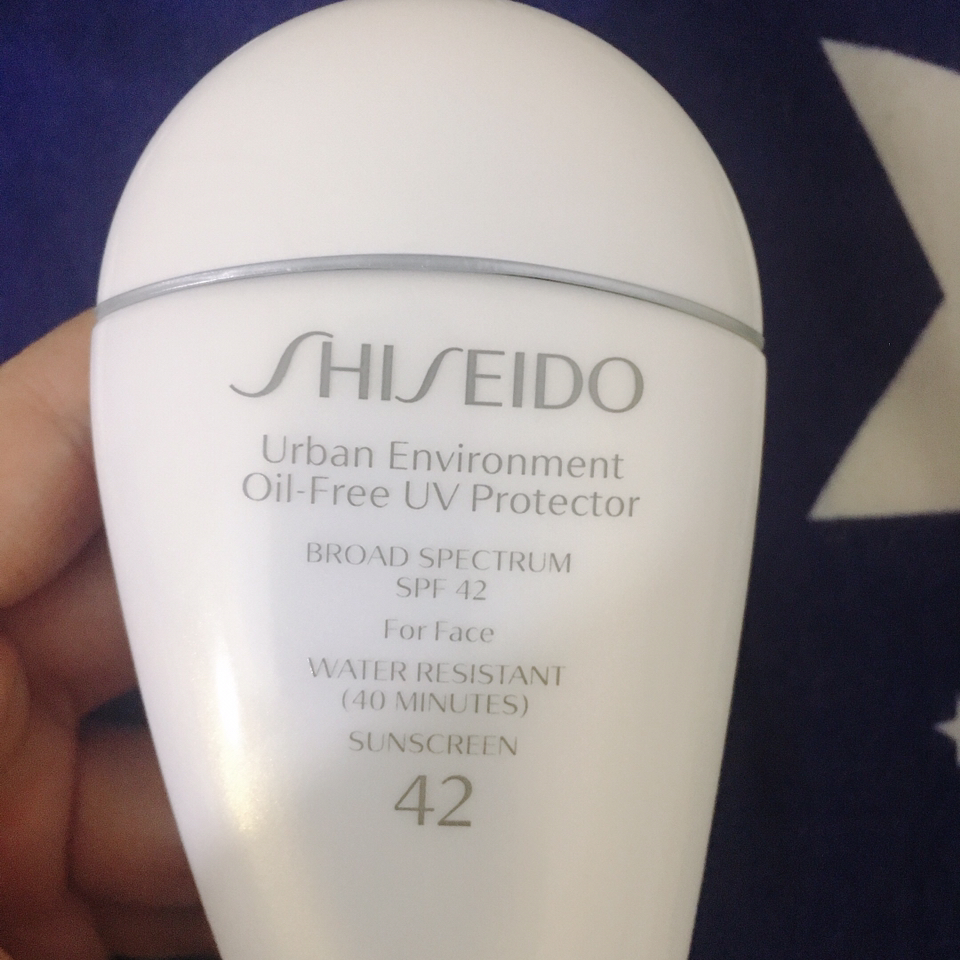 SHISEIDO
Urban Environment
Oil-Free UV Protector
BROAD SPECTRUM
SPF 42
For Face
WATER RESISTANT
(40 MINUTES)
SUNSCREEN
42